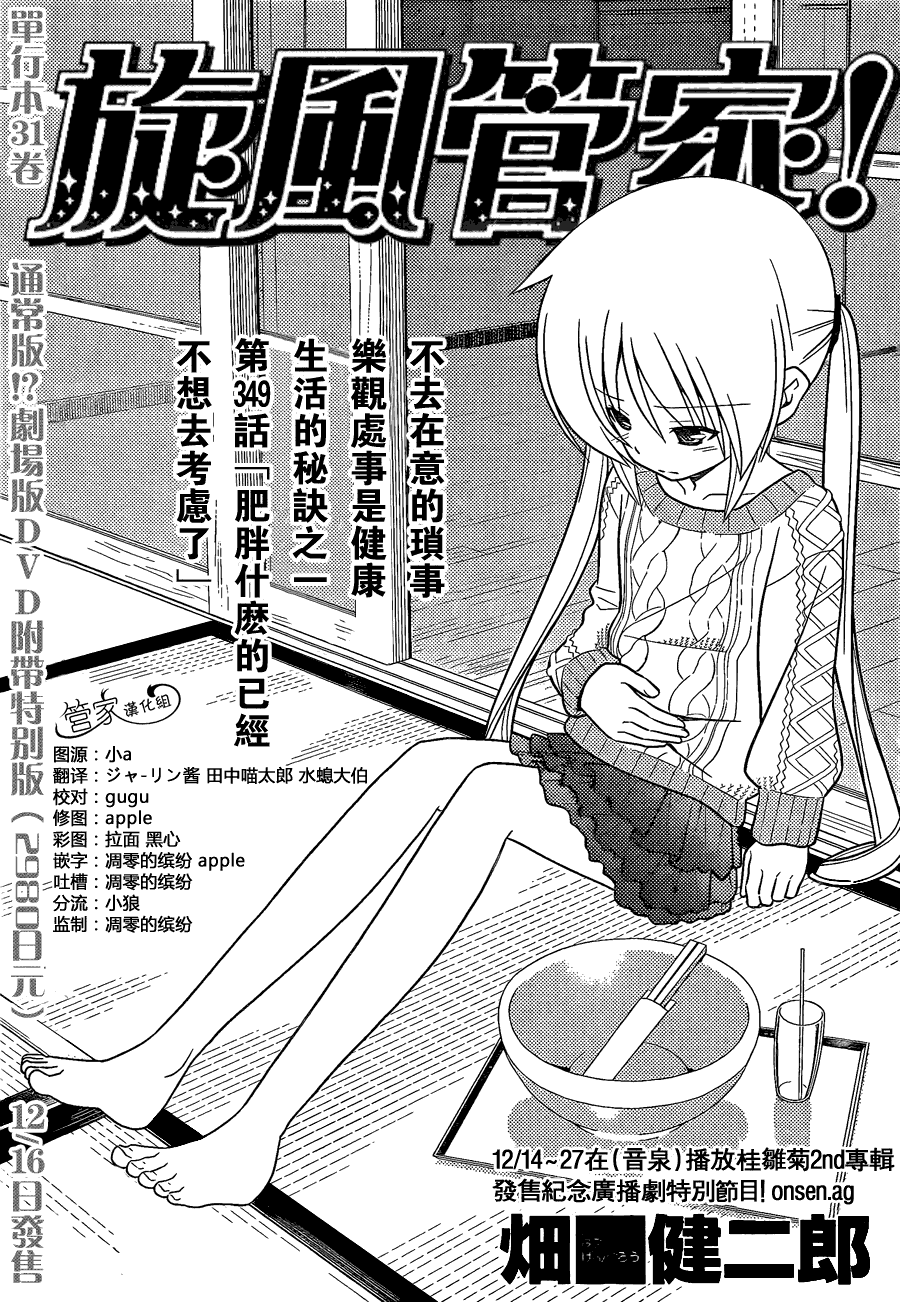 旋風管家!
單行本31卷 通常版!?劇場版DVD附帶特別版(2980日元) 12/16日發售
不去在意的瑣事
樂觀處事是健康
生活的秘訣之一
第349話「肥胖什麽的已經
不想去考慮了」
管家漢化組
图源：小a
翻译：ジャ-リン酱 田中喵太郎 水螅大伯
校对：gugu
修图：apple
彩图：拉面 黑心
嵌字：凋零的缤纷 apple
吐槽：凋零的缤纷
分流：小狼
监制：凋零的缤纷
12/14~27在(音泉)播放桂雛菊2nd專輯
發售紀念廣播劇特別節目! onsen.ag
畑健二郎